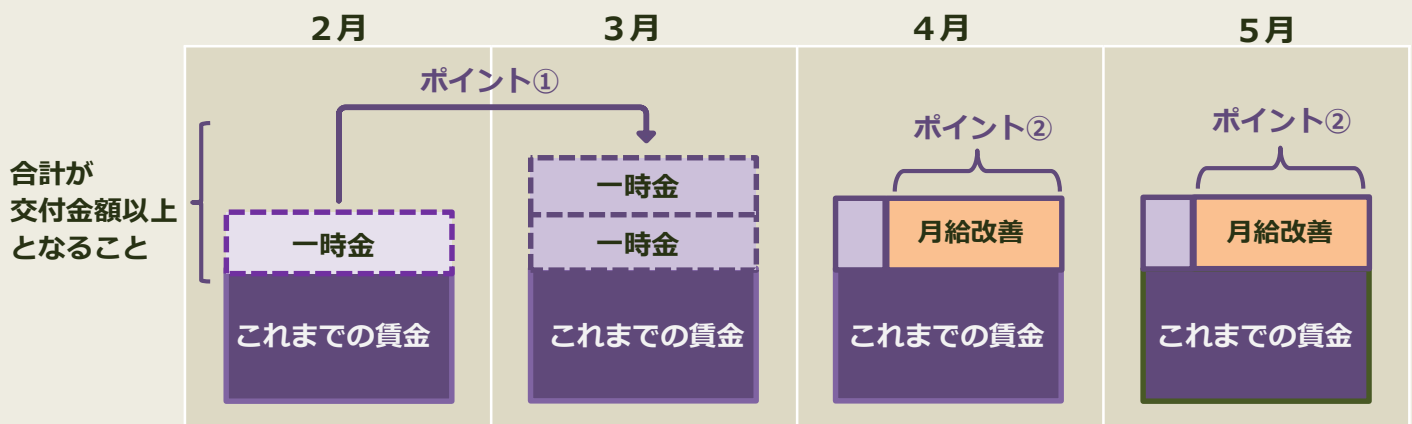 2月
3月
4月
5月
ポイント①
ポイント②
ポイント②
合計が
交付金額以上
となること
一時金
一時金
一時金
月給改善
月給改善
これまでの賃金
これまでの賃金
これまでの賃金
これまでの賃金